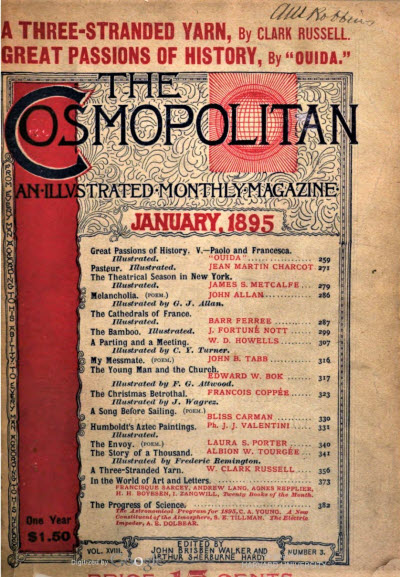 A THREE-STRANDED YARN, By CLARK RUSSELL.
GREAT PASSIONS OF HISTORY, By "OUIDA."
THE
COSMOPOLITAN
AN·ILLVSTRATED·MONTHLY·MAGAZINE·
JANUARY, 1895
Great Passions of History. V.—Paolo and Francesca.
Illustrated. "OUIDA" 259
Pasteur. Illustrated. JEAN MARTIN CHARCOT 271
The Theatrical Season in New York.
Illustrated. JAMES S. METCALFE 279
Melancholia. (POEM.) JOHN ALLAN 286
Illustrated by G. J. Allan.
The Cathedrals of France.
Illustrated. BARR FERREE 287
The Bamboo. Illustrated. J. FORTUNÉ NOTT 299
A Parting and a Meeting. W. D. HOWELLS 307
Illustrated by C. Y. Turner.
My Messmate. (POEM.) JOHN B. TABB 316
The Young Man and the Church.
EDWARD W. BOK 317
Illustrated by F. G. Attwood.
The Christmas Betrothal. FRANCOIS COPPÉE 323
Illustrated by J. Wagrez.
A Song Before Sailing. (POEM.)
BLISS CARMAN 330
Humboldt's Aztec Paintings. Ph. J. J. VALENTINI 331
Illustrated.
The Envoy. (POEM.) LAURA S. PORTER 340
The Story of a Thousand. ALBION W. TOURGÉE 341
Illustrated by Frederic Remington.
A Three-Stranded Yarn. W. CLARK RUSSELL 356
In the World of Art and Letters. 373
FRANCISQUE SARCEY, ANDREW LANG, AGNES REPPLIER,
H. H. BOYESEN, I. ZANGWILL, Twenty Books of the Month.
The Progress of Science. 382
The Astronomical Progress for 1895, C. A. YOUNG. A New
Constituent of the Atmosphere, S. E. TILLMAN. The Electric
Impulse, A. E. DOLBEAR.
One Year
$1.50
EDITED BY
VOL. XVIII. JOHN BRISBEN WALKER AND NUMBER 3.
ARTHUR SHERBURNE HARDY
Digitized by Google
CENTS